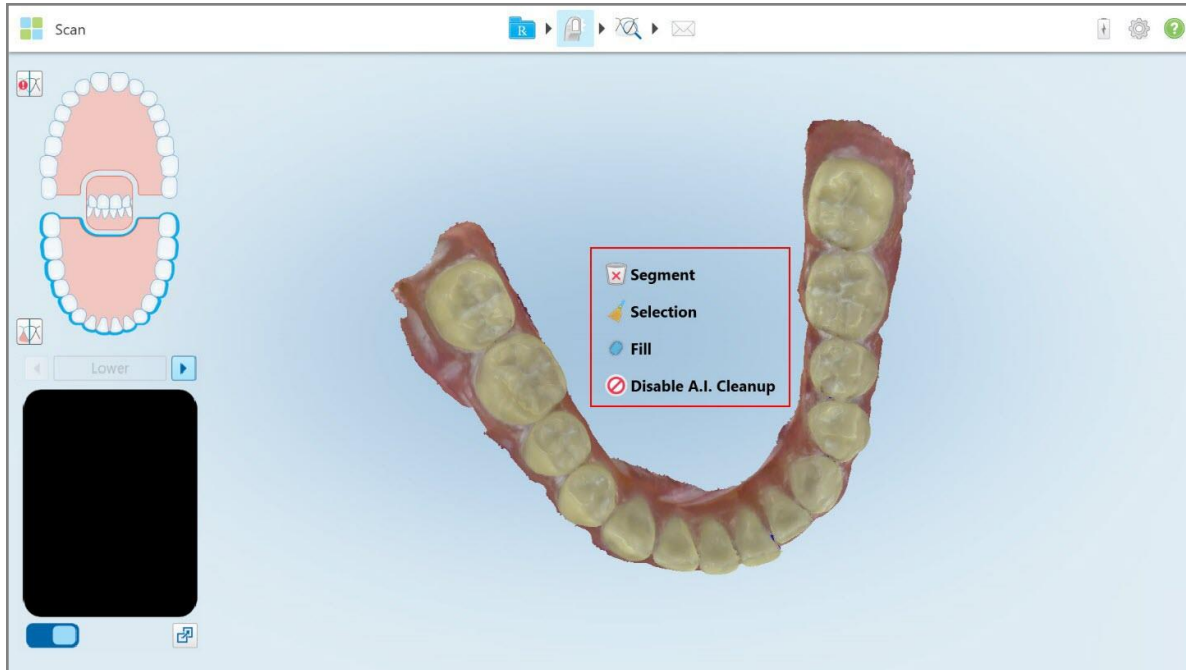 Scan
R
?
Lower
Segment
Selection
Fill
Disable A.I. Cleanup